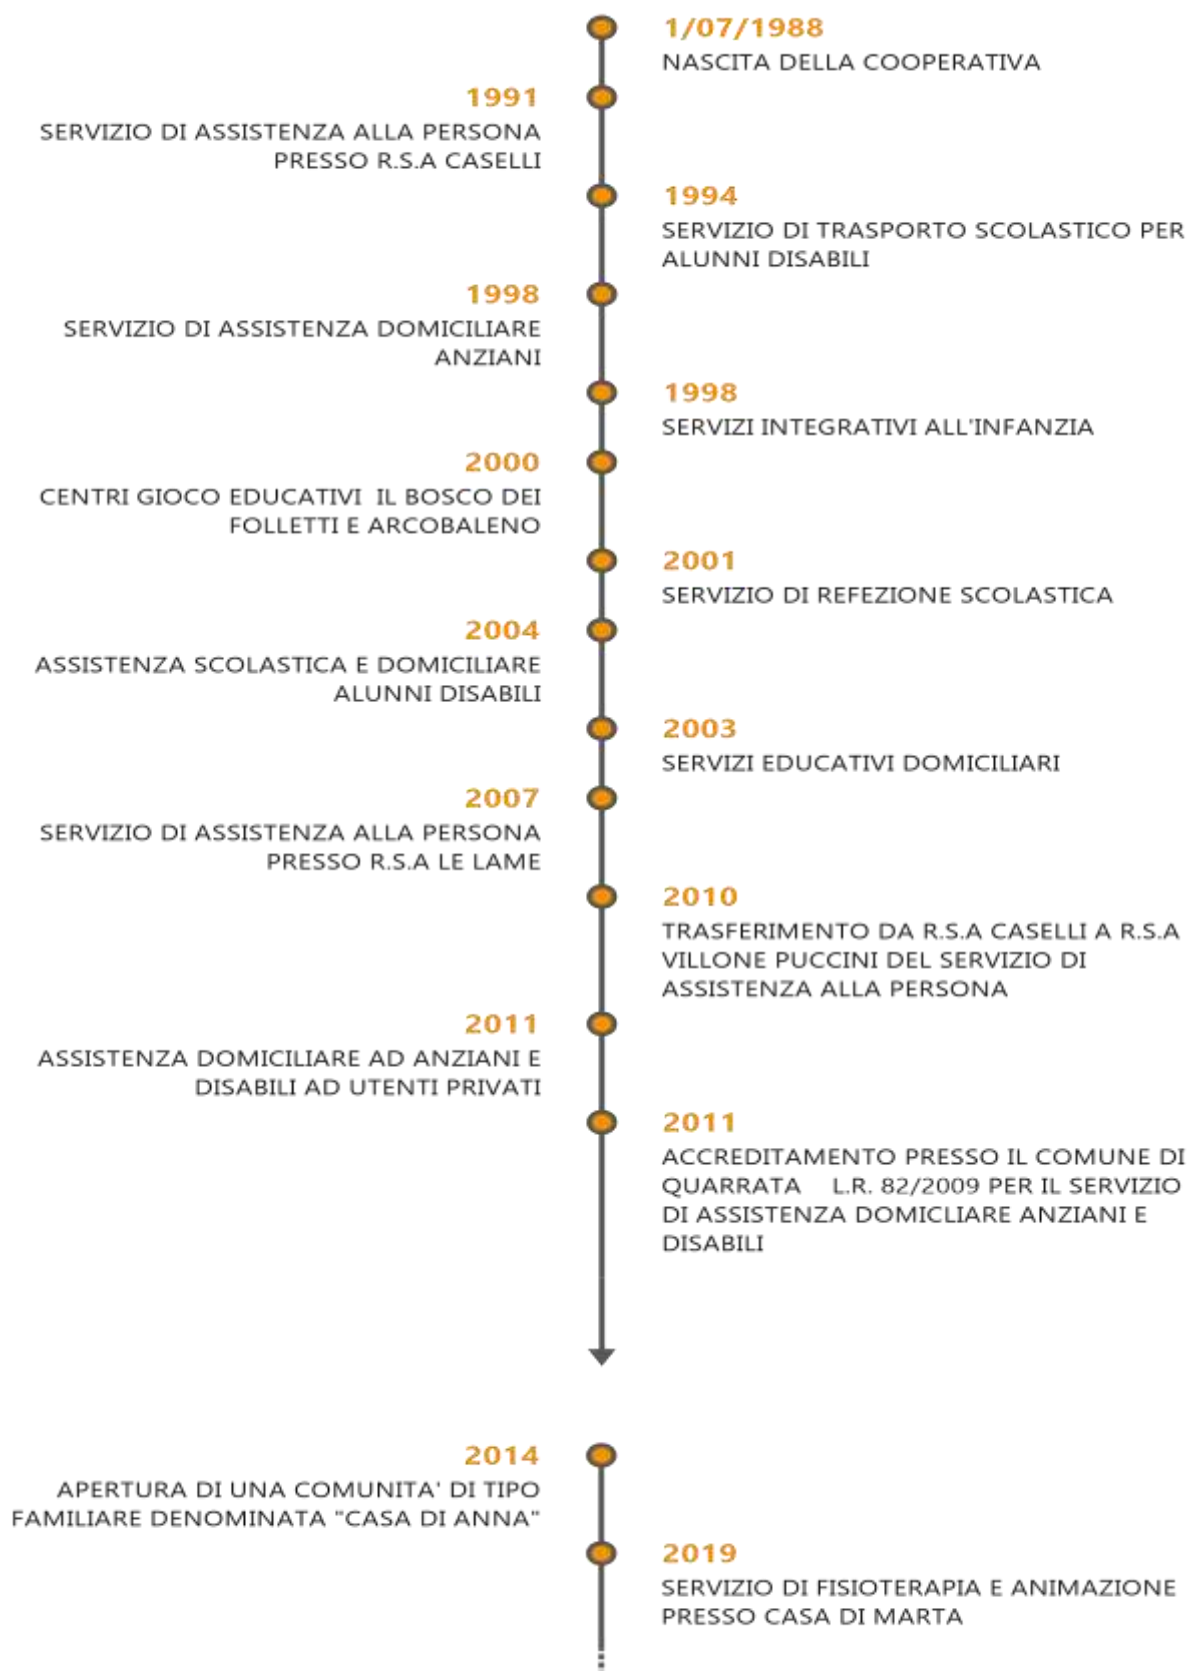 1/07/1988
NASCITA DELLA COOPERATIVA
1991
SERVIZIO DI ASSISTENZA ALLA PERSONA
PRESSO R.S.A CASELLI
1994
SERVIZIO DI TRASPORTO SCOLASTICO PER
ALUNNI DISABILI
1998
SERVIZIO DI ASSISTENZA DOMICILIARE
ANZIANI
1998
SERVIZI INTEGRATIVI ALL'INFANZIA
2000
CENTRI GIOCO EDUCATIVI IL BOSCO DEI
FOLLETTI E ARCOBALENO
2001
SERVIZIO DI REFEZIONE SCOLASTICA
2004
ASSISTENZA SCOLASTICA E DOMICILIARE
ALUNNI DISABILI
2003
SERVIZI EDUCATIVI DOMICILIARI
2007
SERVIZIO DI ASSISTENZA ALLA PERSONA
PRESSO R.S.A LE LAME
2010
TRASFERIMENTO DA R.S.A CASELLI A R.S.A
VILLONE PUCCINI DEL SERVIZIO DI
ASSISTENZA ALLA PERSONA
2011
ASSISTENZA DOMICILIARE AD ANZIANI E
DISABILI AD UTENTI PRIVATI
2011
ACCREDITAMENTO PRESSO IL COMUNE DI
QUARRATA L.R. 82/2009 PER IL SERVIZIO
DI ASSISTENZA DOMICLIARE ANZIANI E
DISABILI
2014
APERTURA DI UNA COMUNITA' DI TIPO
FAMILIARE DENOMINATA "CASA DI ANNA"
2019
SERVIZIO DI FISIOTERAPIA E ANIMAZIONE
PRESSO CASA DI MARTA